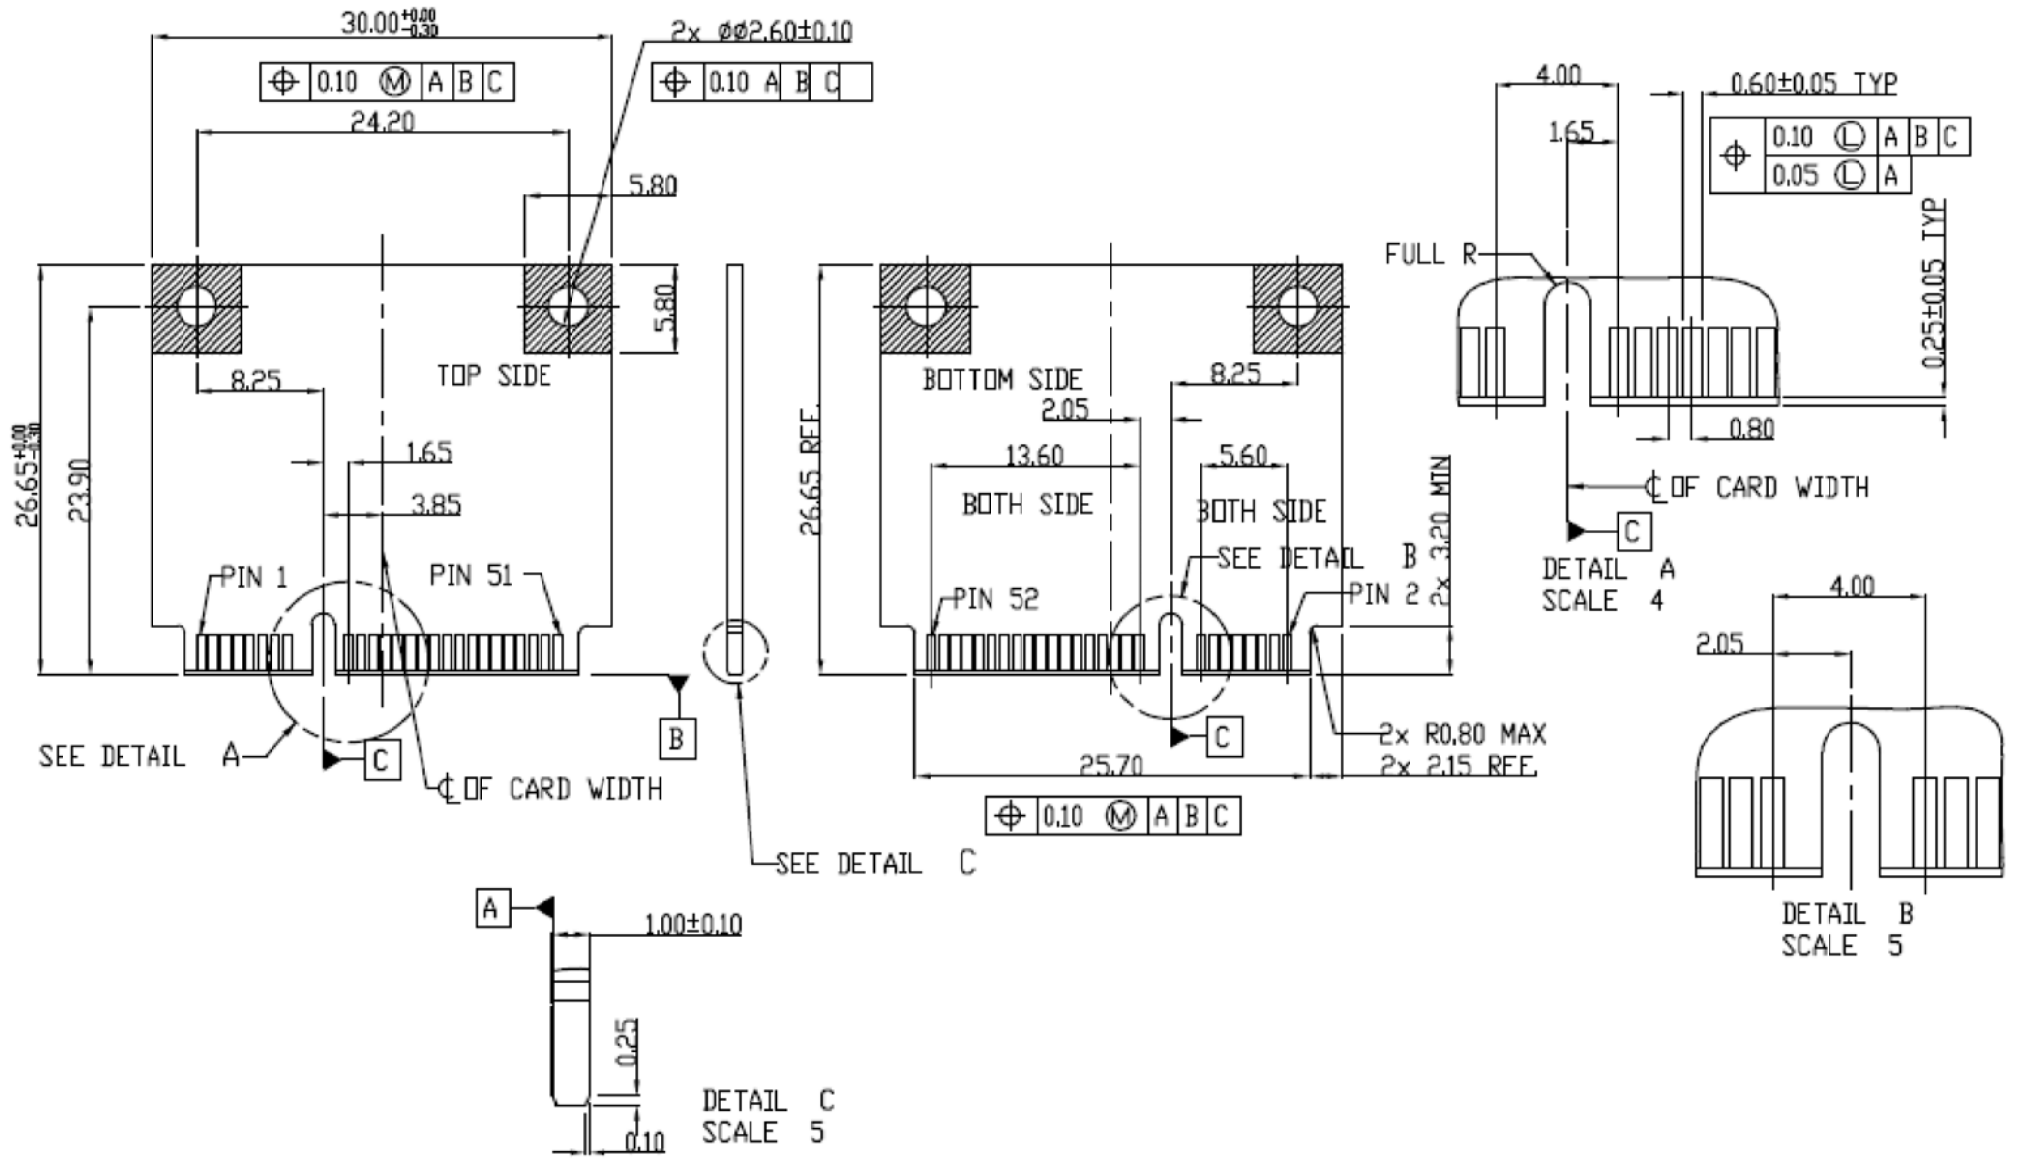 30.00+0.00-0.30
⌖ 0.10 Ⓜ A B C
24.20
2x øø2.60±0.10
⌖ 0.10 A B C
5.80
5.80
26.65+0.00-0.30
23.90
8.25
TOP SIDE
1.65
3.85
PIN 1
PIN 51
SEE DETAIL A
C
B
℄ OF CARD WIDTH
SEE DETAIL C
26.65 REF.
BOTTOM SIDE
8.25
2.05
13.60
5.60
BOTH SIDE
BOTH SIDE
SEE DETAIL B
2x 3.20 MIN
PIN 52
PIN 2
C
2x R0.80 MAX
25.70
2x 2.15 REF.
⌖ 0.10 Ⓜ A B C
4.00
0.60±0.05 TYP
1.65
⌖ 0.10 Ⓛ A B C
0.05 Ⓛ A
FULL R
0.25±0.05 TYP
0.80
℄ OF CARD WIDTH
C
DETAIL A
SCALE 4
4.00
2.05
DETAIL B
SCALE 5
A
1.00±0.10
0.25
0.10
DETAIL C
SCALE 5